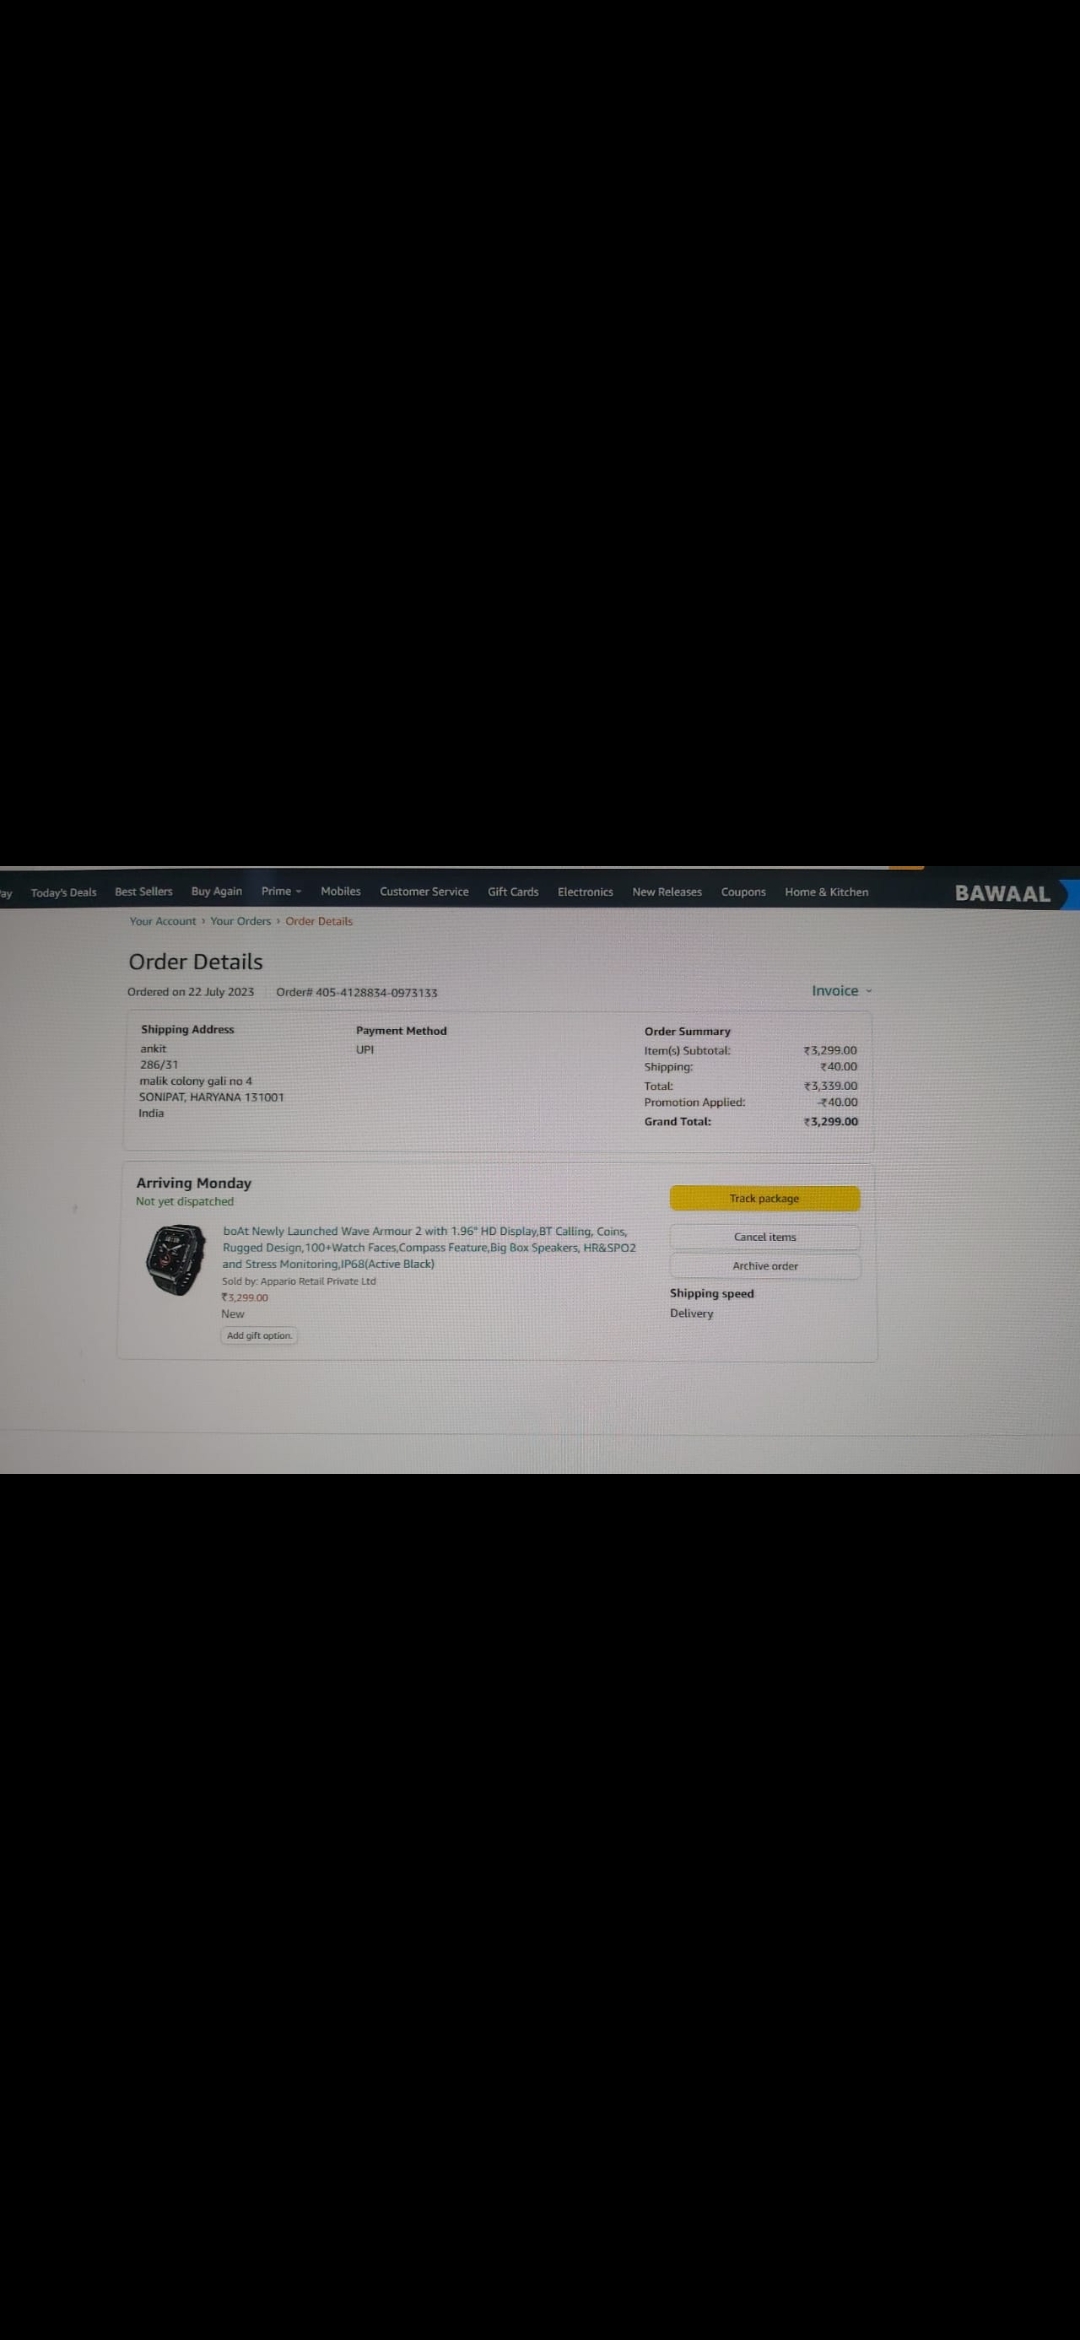 Today's Deals Best Sellers Buy Again Prime Mobiles Customer Service Gift Cards Electronics New Releases Coupons Home & Kitchen BAWAAL
Your Account › Your Orders › Order Details
Order Details
Ordered on 22 July 2023 Order# 405-4128834-0973133 Invoice
Shipping Address
ankit
286/31
malik colony gali no 4
SONIPAT, HARYANA 131001
India
Payment Method
UPI
Order Summary
Item(s) Subtotal: ₹3,299.00
Shipping: ₹40.00
Total: ₹3,339.00
Promotion Applied: -₹40.00
Grand Total: ₹3,299.00
Arriving Monday
Not yet dispatched
boAt Newly Launched Wave Armour 2 with 1.96" HD Display,BT Calling, Coins,
Rugged Design,100+Watch Faces,Compass Feature,Big Box Speakers, HR&SPO2
and Stress Monitoring,IP68(Active Black)
Sold by: Appario Retail Private Ltd
₹3,299.00
New
Add gift option
Track package
Cancel items
Archive order
Shipping speed
Delivery